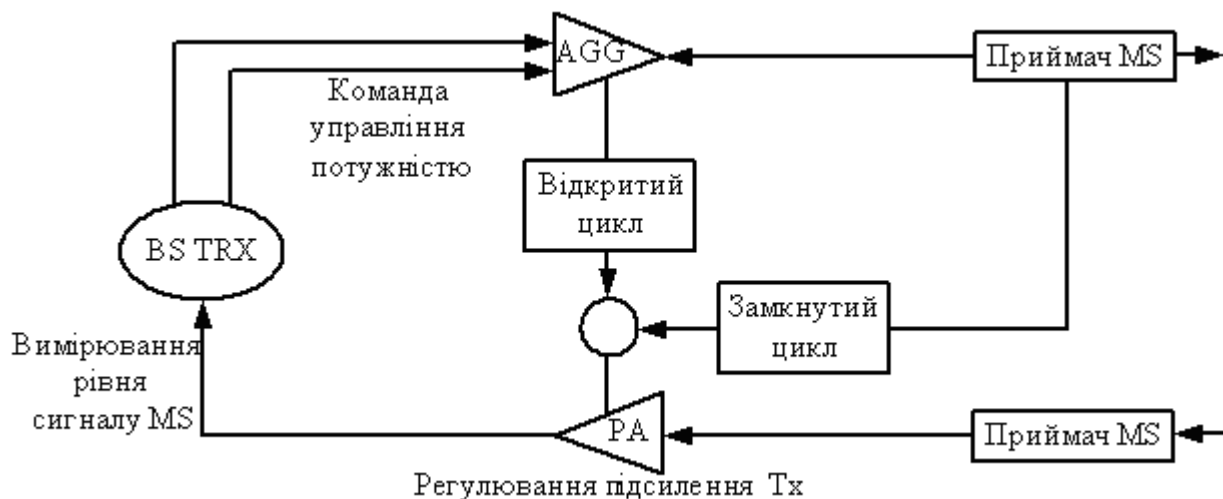 AGG
Приймач MS
Команда
управління
потужністю
Відкритий
цикл
BS TRX
Замкнутий
цикл
Вимірювання
рівня
сигналу MS
PA
Приймач MS
Регулювання підсилення Tx